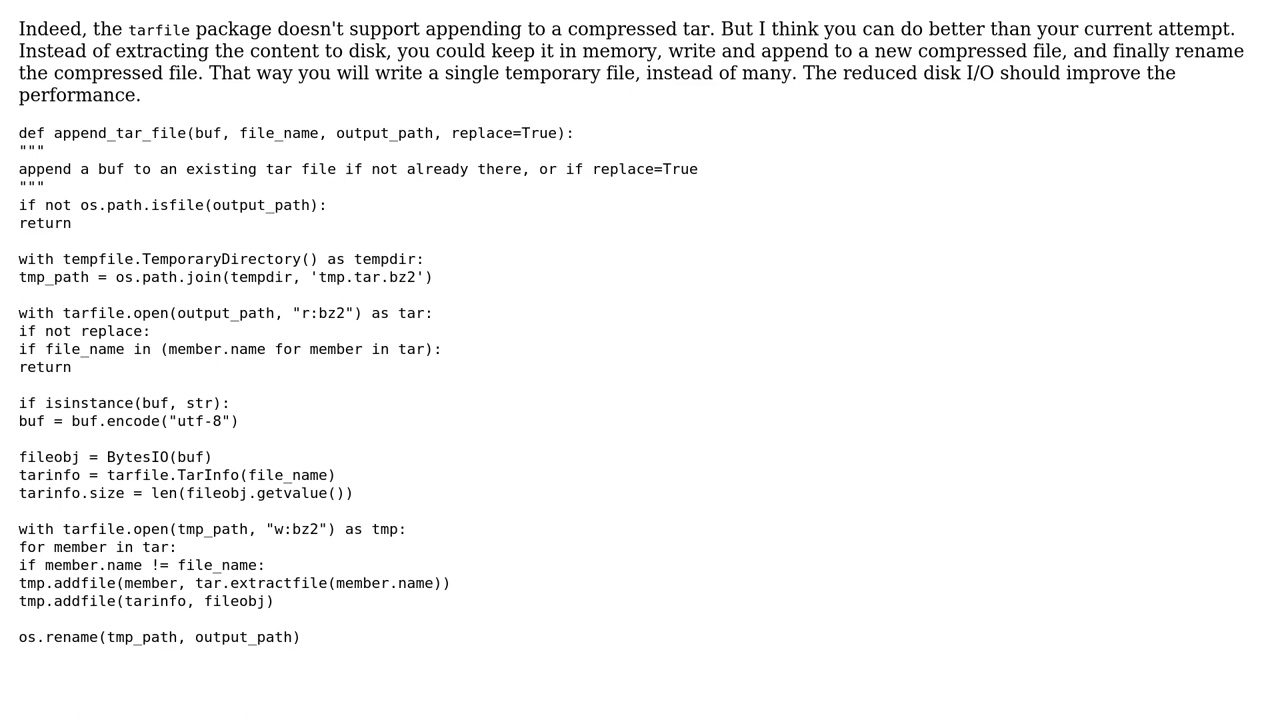 Indeed, the tarfile package doesn't support appending to a compressed tar. But I think you can do better than your current attempt.
Instead of extracting the content to disk, you could keep it in memory, write and append to a new compressed file, and finally rename
the compressed file. That way you will write a single temporary file, instead of many. The reduced disk I/O should improve the
performance.
def append_tar_file(buf, file_name, output_path, replace=True):
"""
append a buf to an existing tar file if not already there, or if replace=True
"""
if not os.path.isfile(output_path):
return
with tempfile.TemporaryDirectory() as tempdir:
tmp_path = os.path.join(tempdir, 'tmp.tar.bz2')
with tarfile.open(output_path, "r:bz2") as tar:
if not replace:
if file_name in (member.name for member in tar):
return
if isinstance(buf, str):
buf = buf.encode("utf-8")
fileobj = BytesIO(buf)
tarinfo = tarfile.TarInfo(file_name)
tarinfo.size = len(fileobj.getvalue())
with tarfile.open(tmp_path, "w:bz2") as tmp:
for member in tar:
if member.name != file_name:
tmp.addfile(member, tar.extractfile(member.name))
tmp.addfile(tarinfo, fileobj)
os.rename(tmp_path, output_path)